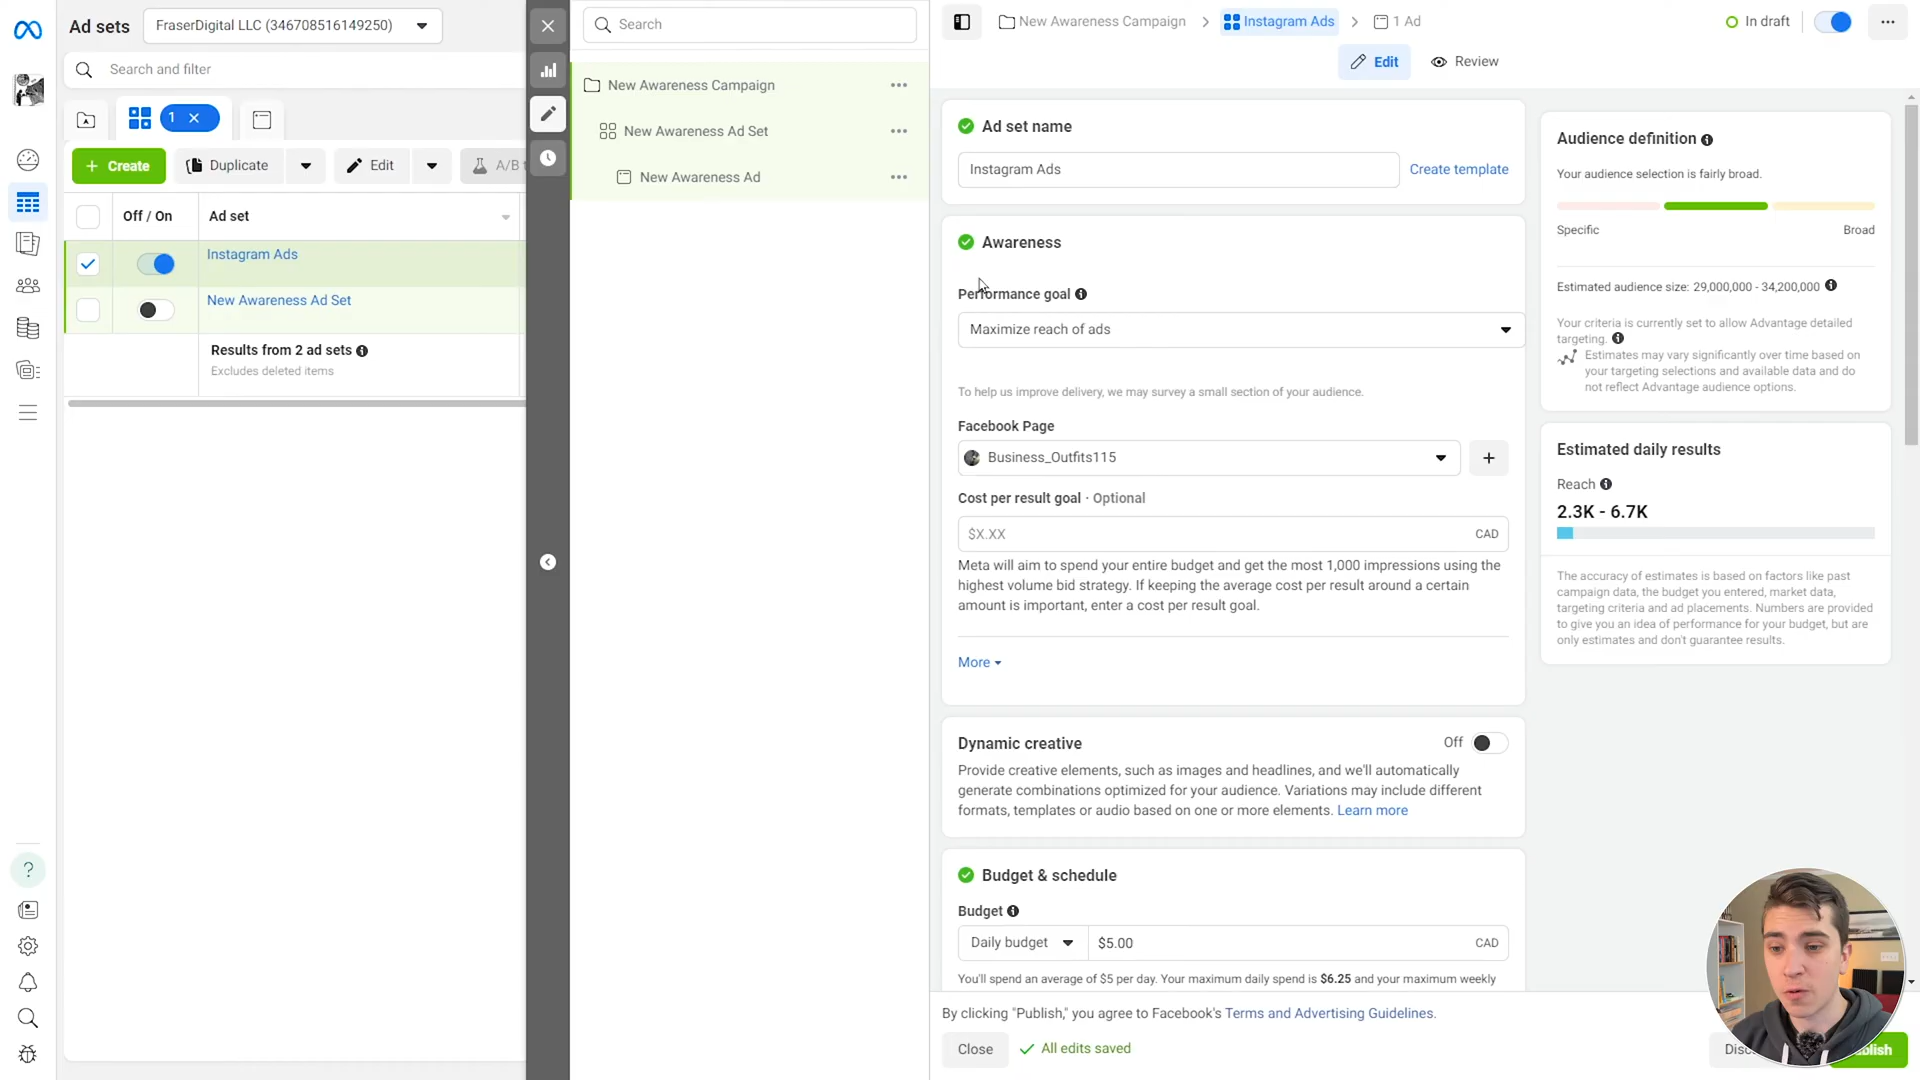 Ad sets
FraserDigital LLC (346708516149250)
Search and filter
1
+ Create
Duplicate
Edit
A/B
Off / On
Ad set
Instagram Ads
New Awareness Ad Set
Results from 2 ad sets
Excludes deleted items
Search
New Awareness Campaign
New Awareness Ad Set
New Awareness Ad
New Awareness Campaign
Instagram Ads
1 Ad
In draft
Edit
Review
Ad set name
Instagram Ads
Create template
Awareness
Performance goal
Maximize reach of ads
To help us improve delivery, we may survey a small section of your audience.
Facebook Page
Business_Outfits115
Cost per result goal · Optional
$X.XX
CAD
Meta will aim to spend your entire budget and get the most 1,000 impressions using the
highest volume bid strategy. If keeping the average cost per result around a certain
amount is important, enter a cost per result goal.
More
Dynamic creative
Off
Provide creative elements, such as images and headlines, and we'll automatically
generate combinations optimized for your audience. Variations may include different
formats, templates or audio based on one or more elements. Learn more
Budget & schedule
Budget
Daily budget
$5.00
CAD
You'll spend an average of $5 per day. Your maximum daily spend is $6.25 and your maximum weekly
By clicking "Publish," you agree to Facebook's Terms and Advertising Guidelines.
Close
All edits saved
Audience definition
Your audience selection is fairly broad.
Specific
Broad
Estimated audience size: 29,000,000 - 34,200,000
Your criteria is currently set to allow Advantage detailed
targeting.
Estimates may vary significantly over time based on
your targeting selections and available data and do
not reflect Advantage audience options.
Estimated daily results
Reach
2.3K - 6.7K
The accuracy of estimates is based on factors like past
campaign data, the budget you entered, market data,
targeting criteria and ad placements. Numbers are provided
to give you an idea of performance for your budget, but are
only estimates and don't guarantee results.